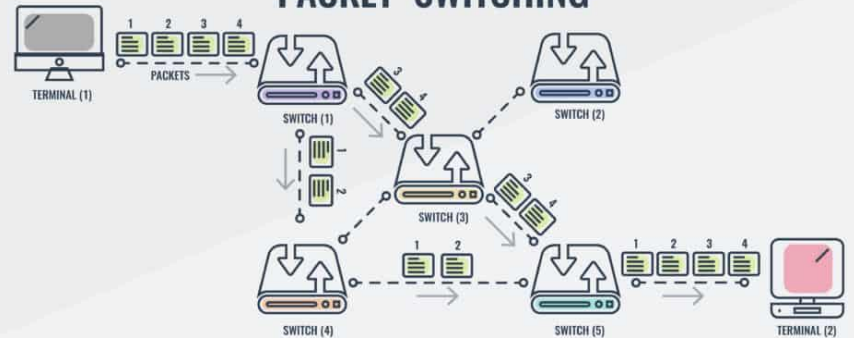 PACKET SWITCHING
1 2 3 4
PACKETS
TERMINAL (1)
SWITCH (1)
SWITCH (2)
3
4
1
2
SWITCH (3)
3
4
1 2
1 2 3 4
SWITCH (4)
SWITCH (5)
TERMINAL (2)